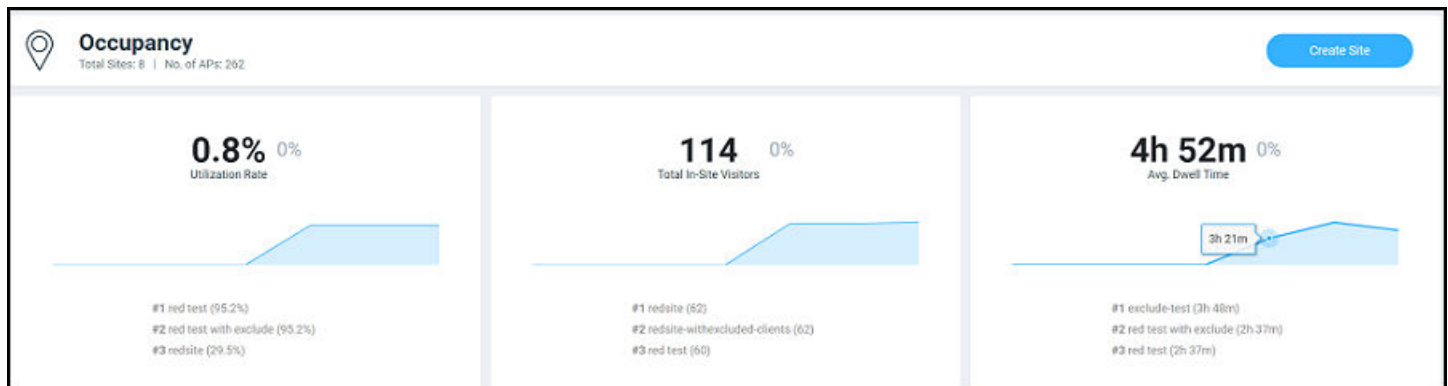 Occupancy
Total Sites: 8 | No. of APs: 262
Create Site
0.8% 0%
Utilization Rate
#1 red test (95.2%)
#2 red test with exclude (95.2%)
#3 redsite (29.5%)
114 0%
Total In-Site Visitors
#1 redsite (62)
#2 redsite-withexcluded-clients (62)
#3 red test (60)
4h 52m 0%
Avg. Dwell Time
3h 21m
#1 exclude-test (3h 48m)
#2 red test with exclude (2h 37m)
#3 red test (2h 37m)